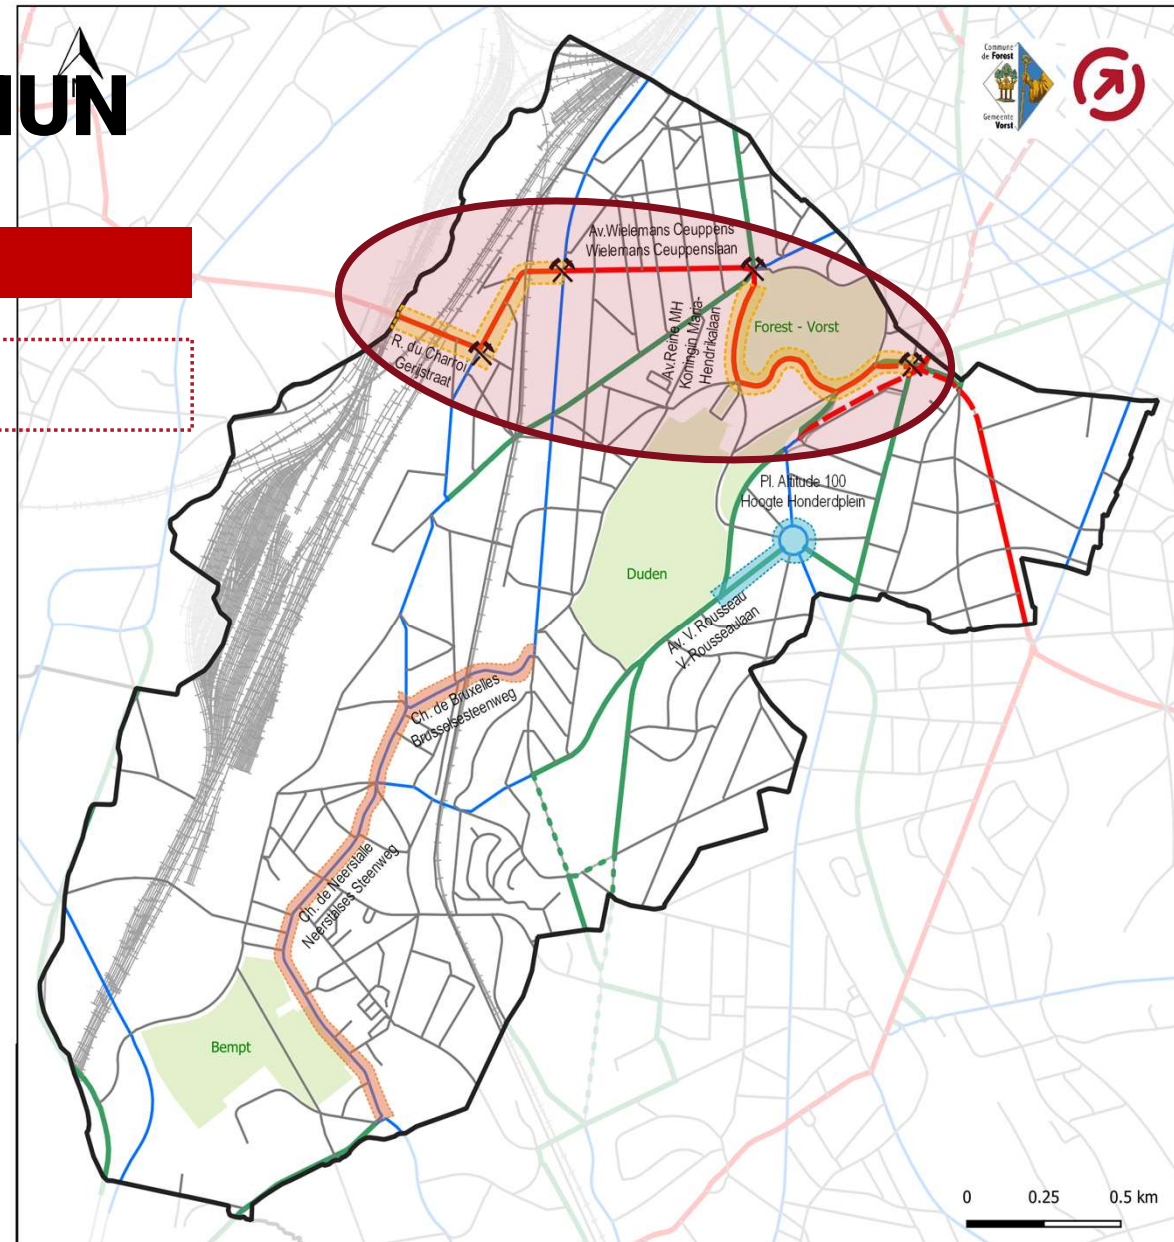 MUN
N
Commune
de Forest
Gemeente
Vorst
Av.Wielemans Ceuppens
Wielemans Ceuppenslaan
R. du Charroi
Gerijstraat
Av.Reine MH
Koningin Maria-
Hendrikalaan
Forest - Vorst
Pl. Altitude 100
Hoogte Honderdplein
Duden
Av. V. Rousseau
V. Rousseaulaan
Ch. de Bruxelles
Brusselsesteenweg
Ch. de Neerstalle
Neerstalses Steenweg
Bempt
0 0.25 0.5 km